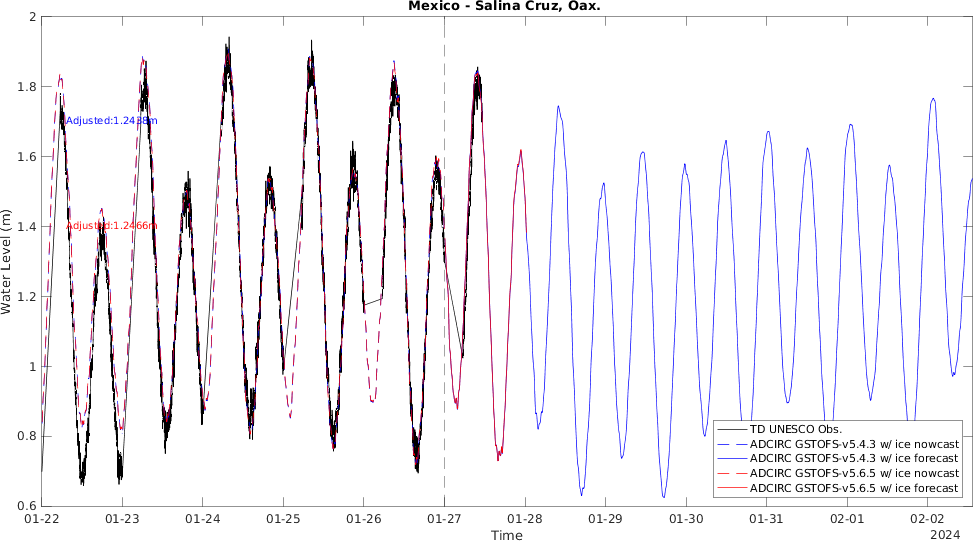 Mexico - Salina Cruz, Oax.
Water Level (m)
2
1.8
1.6
1.4
1.2
1
0.8
0.6
Adjusted:1.2438m
Adjusted:1.2466m
TD UNESCO Obs.
ADCIRC GSTOFS-v5.4.3 w/ ice nowcast
ADCIRC GSTOFS-v5.4.3 w/ ice forecast
ADCIRC GSTOFS-v5.6.5 w/ ice nowcast
ADCIRC GSTOFS-v5.6.5 w/ ice forecast
01-22 01-23 01-24 01-25 01-26 01-27 01-28 01-29 01-30 01-31 02-01 02-02
Time
2024